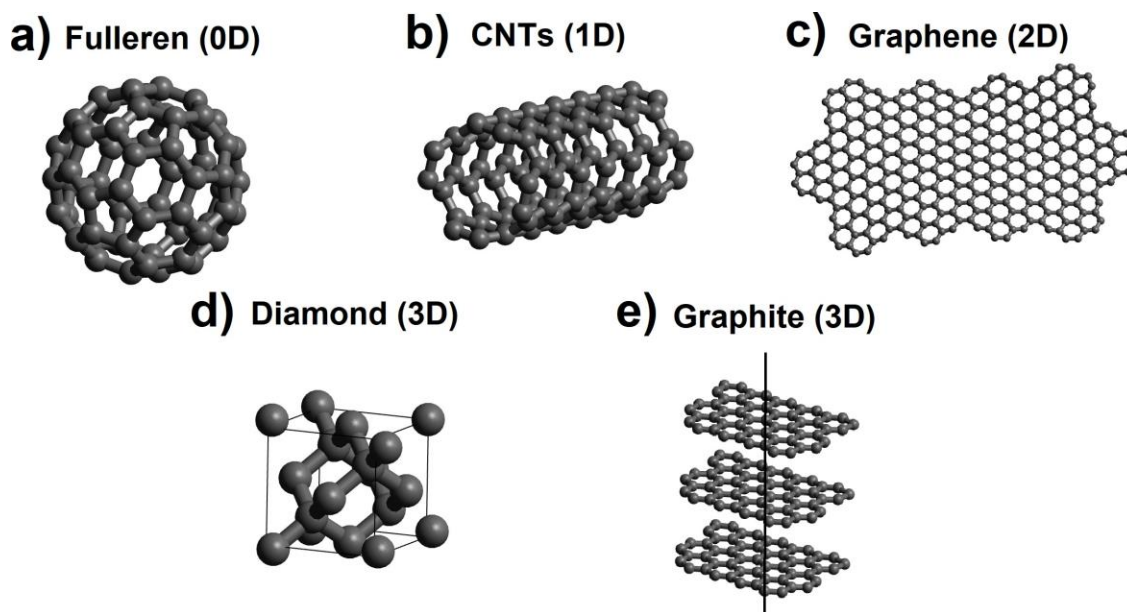 a) Fulleren (0D)
b) CNTs (1D)
c) Graphene (2D)
d) Diamond (3D)
e) Graphite (3D)